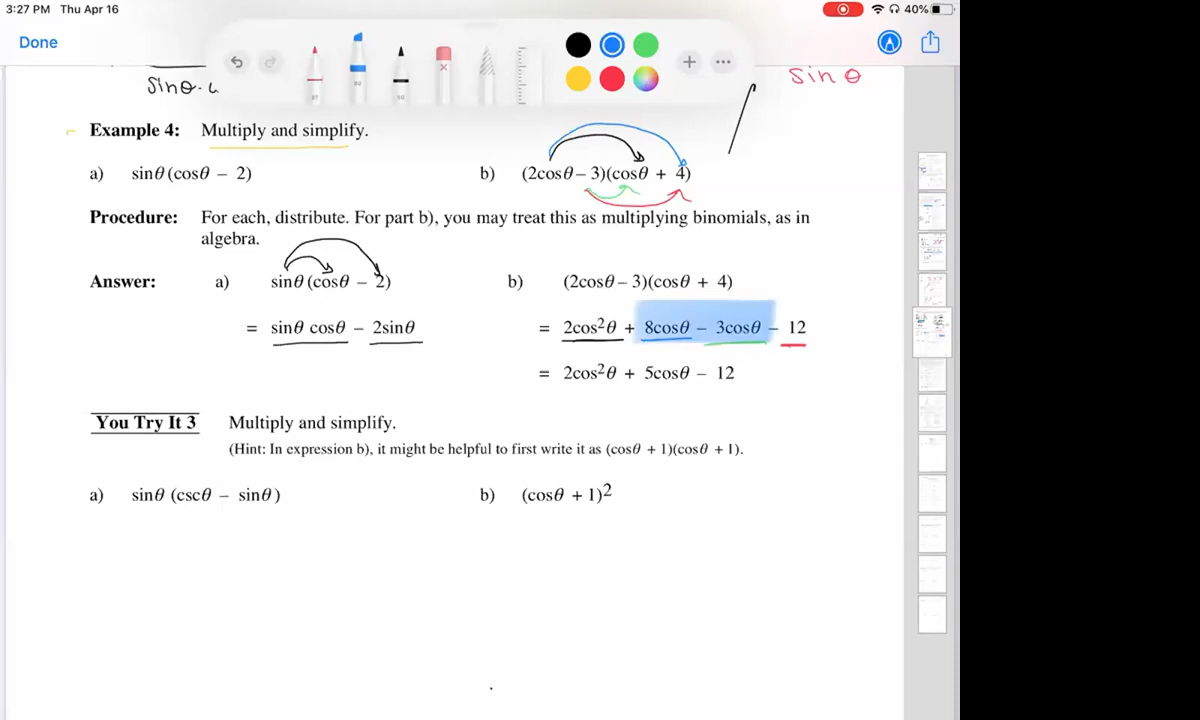 3:27 PM Thu Apr 16
40%
Done
sinθ.
sin θ
Example 4: Multiply and simplify.
a) sinθ (cosθ − 2)
b) (2cosθ − 3)(cosθ + 4)
Procedure: For each, distribute. For part b), you may treat this as multiplying binomials, as in
algebra.
Answer: a) sinθ (cosθ − 2)
b) (2cosθ − 3)(cosθ + 4)
= sinθ cosθ − 2sinθ
= 2cos²θ + 8cosθ − 3cosθ − 12
= 2cos²θ + 5cosθ − 12
You Try It 3 Multiply and simplify.
(Hint: In expression b), it might be helpful to first write it as (cosθ + 1)(cosθ + 1).
a) sinθ (cscθ − sinθ)
b) (cosθ + 1)²